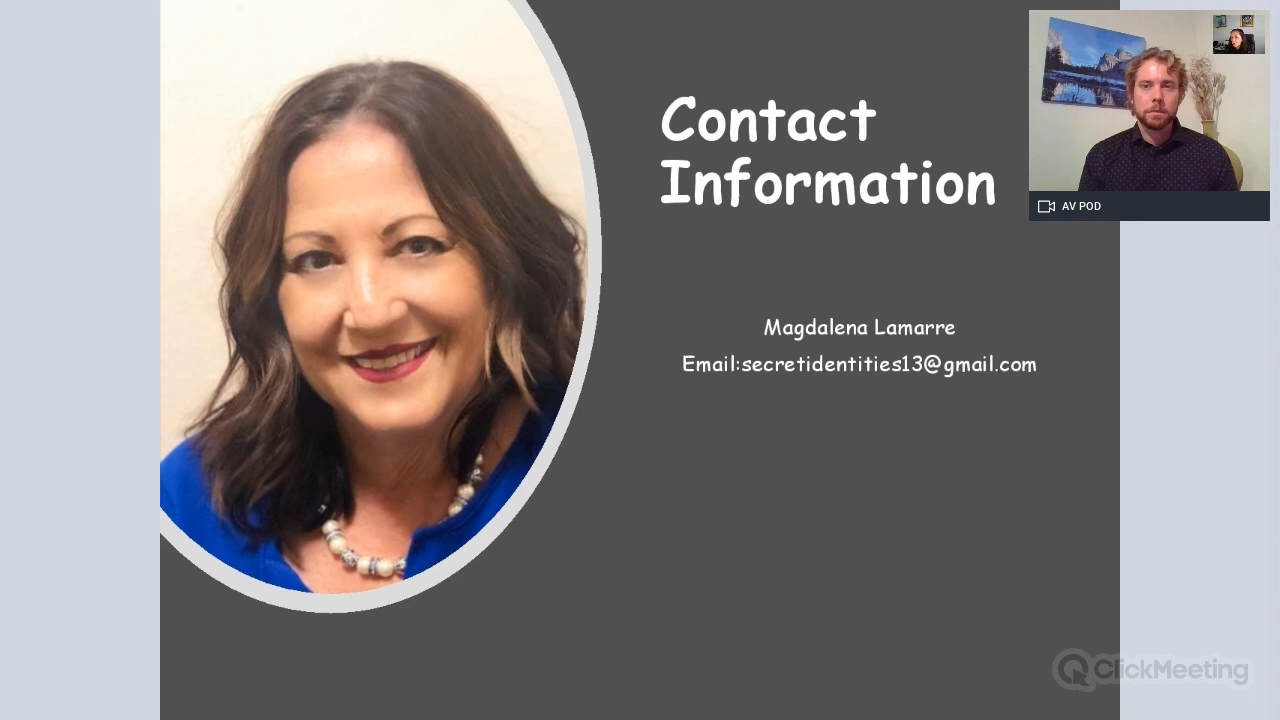 Contact
Information
AV POD
Magdalena Lamarre
Email:secretidentities13@gmail.com
ClickMeeting